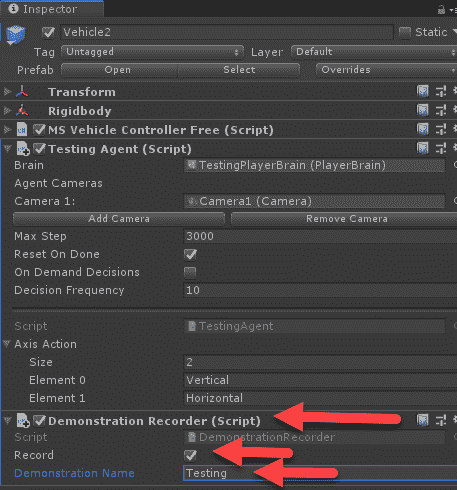 Inspector
Vehicle2 Static
Tag Untagged Layer Default
Prefab Open Select Overrides
Transform
Rigidbody
MS Vehicle Controller Free (Script)
Testing Agent (Script)
Brain TestingPlayerBrain (PlayerBrain)
Agent Cameras
Camera 1: Camera1 (Camera)
Add Camera Remove Camera
Max Step 3000
Reset On Done
On Demand Decisions
Decision Frequency 10
Script TestingAgent
Axis Action
Size 2
Element 0 Vertical
Element 1 Horizontal
Demonstration Recorder (Script)
Script DemonstrationRecorder
Record
Demonstration Name Testing